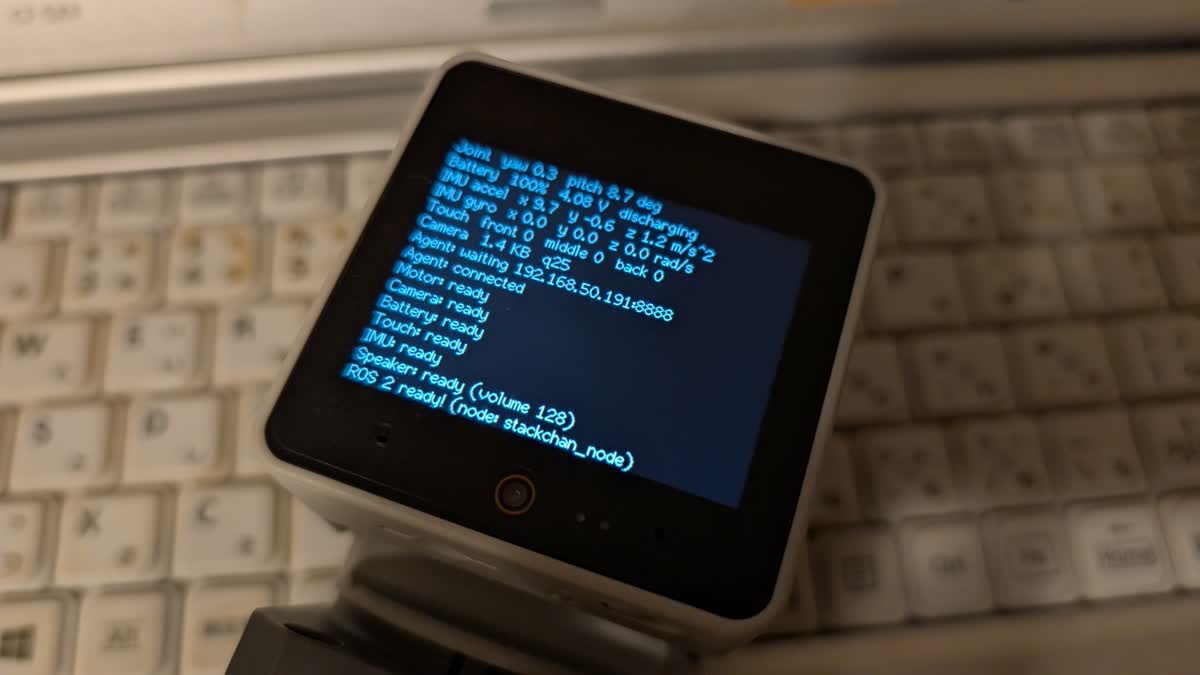 Joint yaw 0.3 pitch 8.7 deg
Battery 100% 4.08 V discharging
IMU accel x 9.7 y -0.6 z 1.2 m/s^2
IMU gyro x 0.0 y 0.0 z 0.0 rad/s
Touch front 0 middle 0 back 0
Camera 1.4 KB q25
Agent: waiting 192.168.50.191:8888
Agent: connected
Motor: ready
Camera: ready
Battery: ready
Touch: ready
IMU: ready
Speaker: ready (volume 128)
ROS 2 ready! (node: stackchan_node)
W
S
D
X
C
Alt
Home